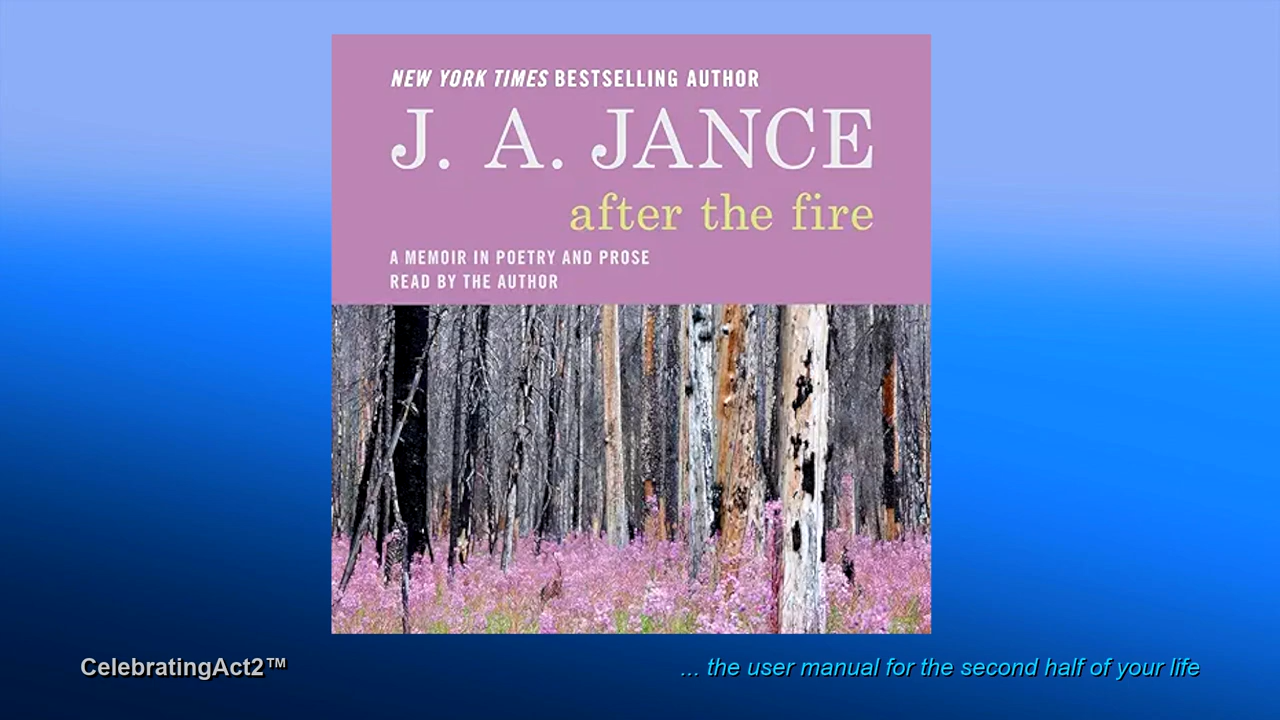 NEW YORK TIMES BESTSELLING AUTHOR
J. A. JANCE
after the fire
A MEMOIR IN POETRY AND PROSE
READ BY THE AUTHOR
CelebratingAct2™
... the user manual for the second half of your life